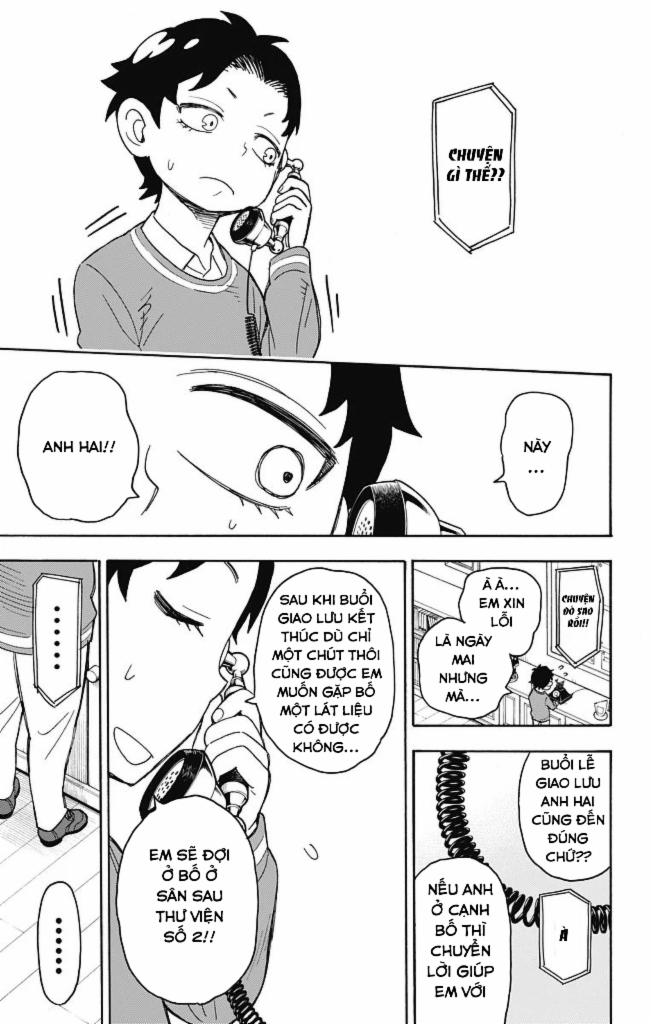 CHUYỆN
GÌ THẾ??
NÀY
...
ANH HAI!!
CHUYỆN
ĐÓ SAO
RỒI!!
À À...
EM XIN
LỖI
LÀ NGÀY
MAI
NHƯNG
MÀ...
BUỔI LỄ
GIAO LƯU
ANH HAI
CŨNG ĐẾN
ĐÚNG
CHỨ??
À
NẾU ANH
Ở CẠNH
BỐ THÌ
CHUYỂN
LỜI GIÚP
EM VỚI
SAU KHI BUỔI
GIAO LƯU KẾT
THÚC DÙ CHỈ
MỘT CHÚT THÔI
CŨNG ĐƯỢC EM
MUỐN GẶP BỐ
MỘT LÁT LIỆU
CÓ ĐƯỢC
KHÔNG...
EM SẼ ĐỢI
Ở BỐ Ở
SÂN SAU
THƯ VIỆN
SỐ 2!!
......
.....